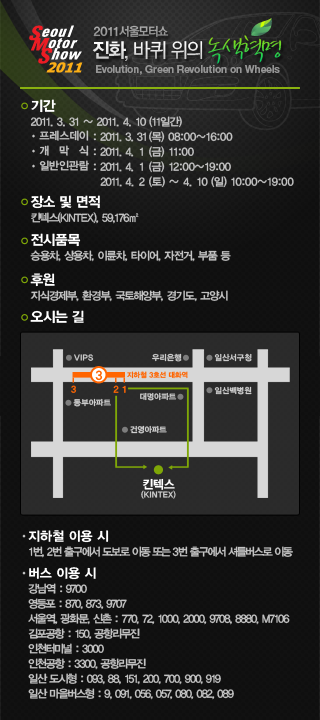 Seoul
Motor
Show
2011
2011서울모터쇼
진화, 바퀴 위의 녹색혁명
Evolution, Green Revolution on Wheels
기간
2011. 3. 31 ~ 2011. 4. 10 (11일간)
· 프레스데이 : 2011. 3. 31 (목) 08:00~16:00
· 개 막 식 : 2011. 4. 1 (금) 11:00
· 일반인관람 : 2011. 4. 1 (금) 12:00~19:00
2011. 4. 2 (토) ~ 4. 10 (일) 10:00~19:00
장소 및 면적
킨텍스(KINTEX), 59,176㎡
전시품목
승용차, 상용차, 이륜차, 타이어, 자전거, 부품 등
후원
지식경제부, 환경부, 국토해양부, 경기도, 고양시
오시는 길
VIPS
우리은행
일산서구청
3
지하철 3호선 대화역
3
2
1
동부아파트
대명아파트
일산백병원
건영아파트
킨텍스
(KINTEX)
· 지하철 이용 시
1번, 2번 출구에서 도보로 이동 또는 3번 출구에서 셔틀버스로 이동
· 버스 이용 시
강남역 : 9700
영등포 : 870, 873, 9707
서울역, 광화문, 신촌 : 770, 72, 1000, 2000, 9708, 8880, M7106
김포공항 : 150, 공항리무진
인천터미널 : 3000
인천공항 : 3300, 공항리무진
일산 도시형 : 093, 88, 151, 200, 700, 900, 919
일산 마을버스형 : 9, 091, 056, 057, 080, 082, 089